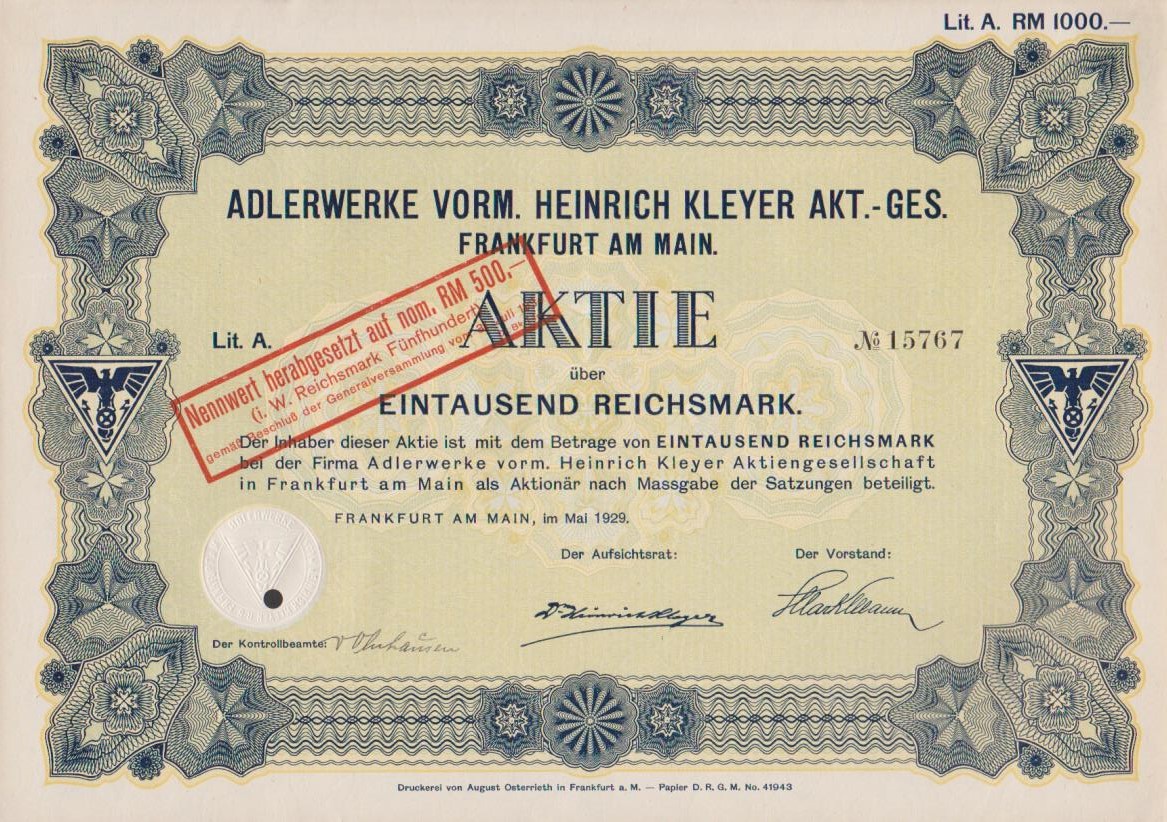 Lit. A. RM 1000.—
ADLERWERKE VORM. HEINRICH KLEYER AKT.-GES.
FRANKFURT AM MAIN.
Nennwert herabgesetzt auf nom. RM 500,—
(i. W. Reichsmark Fünfhundert)
gemäß Beschluß der Generalversammlung vom
Lit. A.
AKTIE
№ 15767
über
EINTAUSEND REICHSMARK.
Der Inhaber dieser Aktie ist mit dem Betrage von EINTAUSEND REICHSMARK
bei der Firma Adlerwerke vorm. Heinrich Kleyer Aktiengesellschaft
in Frankfurt am Main als Aktionär nach Massgabe der Satzungen beteiligt.
FRANKFURT AM MAIN, im Mai 1929.
ADLERWERKE
Der Aufsichtsrat:
Der Vorstand:
Dr Heinrich Kleyer
Der Kontrollbeamte:
Druckerei von August Osterrieth in Frankfurt a. M. — Papier D. R. G. M. No. 41943